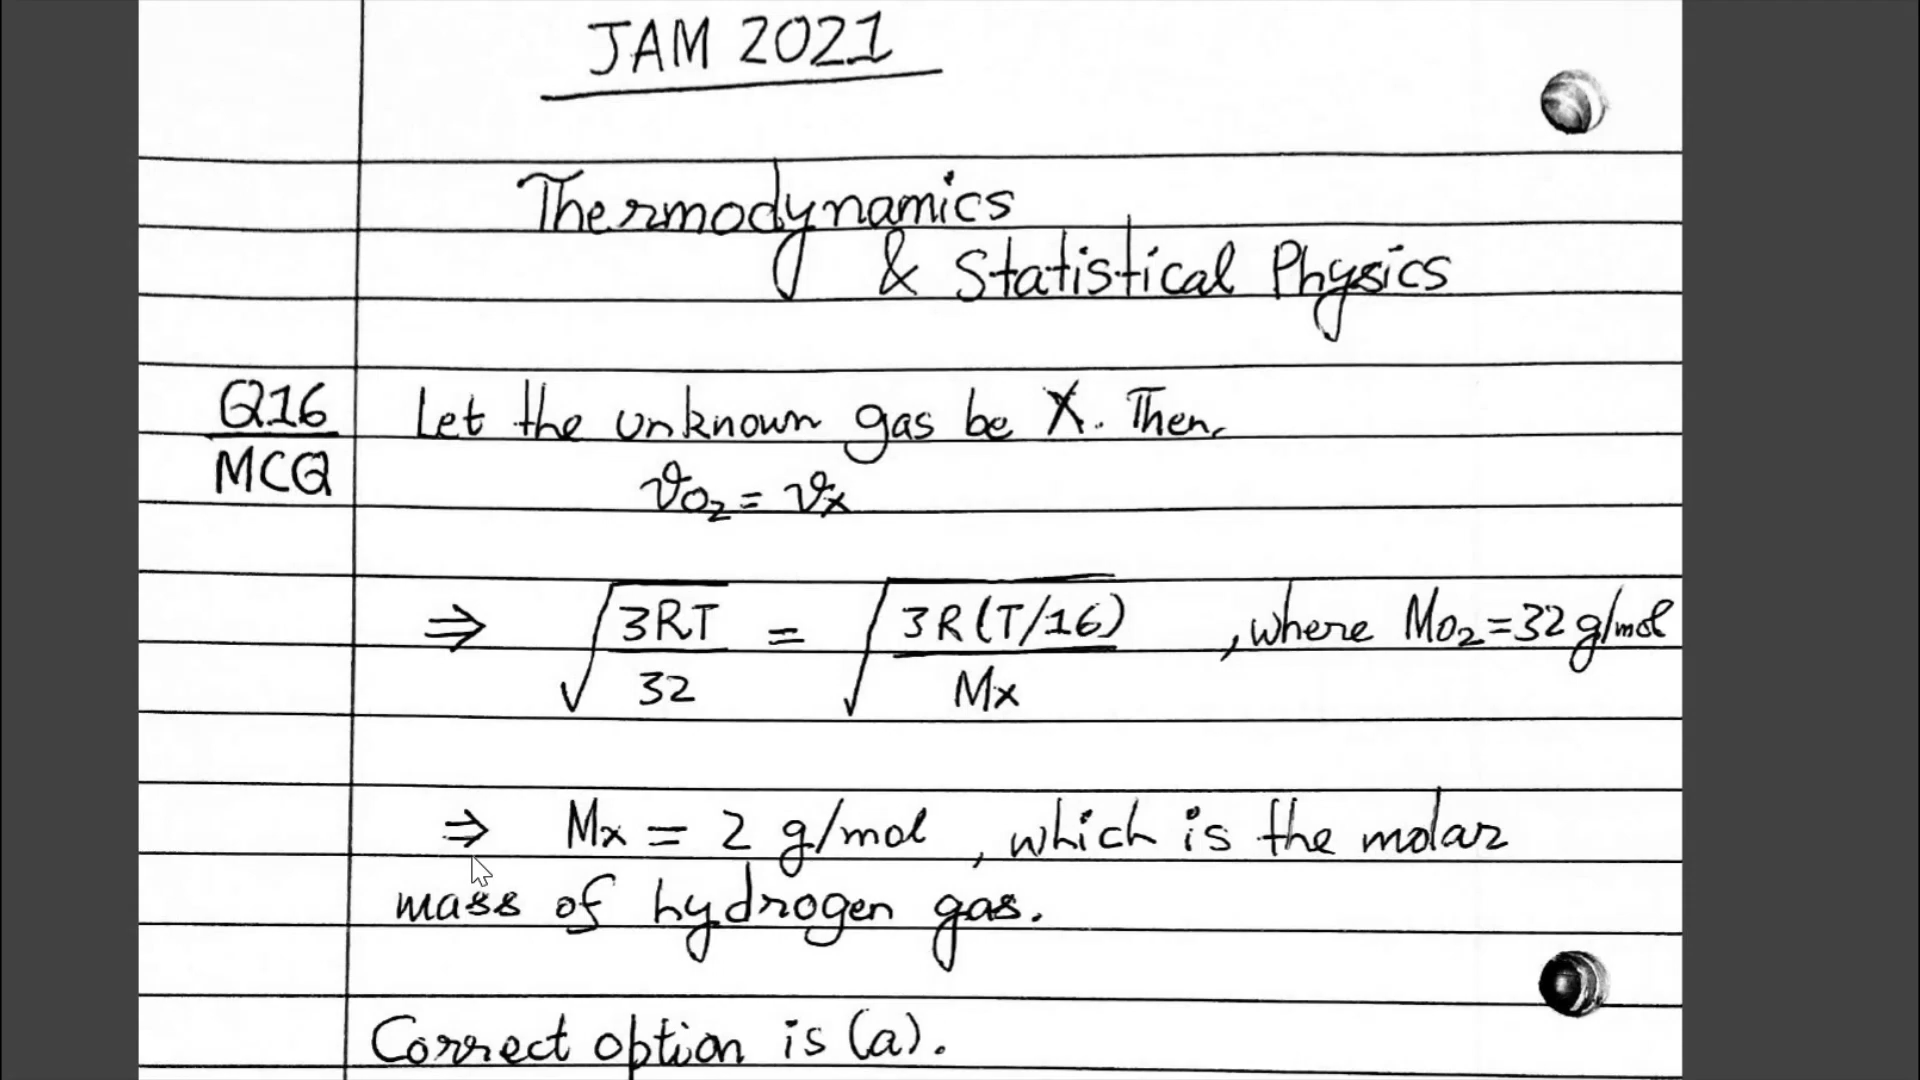 JAM 2021
Thermodynamics
& Statistical Physics
Q16
MCQ
Let the unknown gas be X. Then,
v_O2 = v_X
⇒ √(3RT/32) = √(3R(T/16)/Mx) , where M_O2 = 32 g/mol
⇒ Mx = 2 g/mol , which is the molar
mass of hydrogen gas.
Correct option is (a).